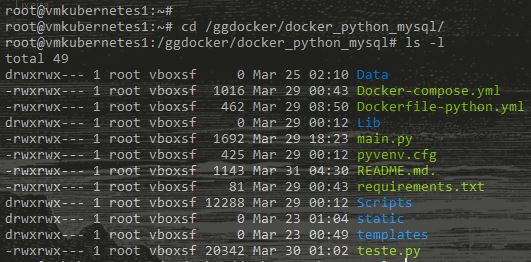 root@vmkubernetes1:~#
root@vmkubernetes1:~# cd /ggdocker/docker_python_mysql/
root@vmkubernetes1:/ggdocker/docker_python_mysql# ls -l
total 49
drwxrwx--- 1 root vboxsf     0 Mar 25 02:10 Data
-rwxrwx--- 1 root vboxsf  1016 Mar 29 00:43 Docker-compose.yml
-rwxrwx--- 1 root vboxsf   462 Mar 29 08:50 Dockerfile-python.yml
drwxrwx--- 1 root vboxsf     0 Mar 29 00:12 Lib
-rwxrwx--- 1 root vboxsf  1692 Mar 29 18:23 main.py
-rwxrwx--- 1 root vboxsf   425 Mar 29 00:12 pyvenv.cfg
-rwxrwx--- 1 root vboxsf  1143 Mar 31 04:30 README.md.
-rwxrwx--- 1 root vboxsf    81 Mar 29 00:43 requirements.txt
drwxrwx--- 1 root vboxsf 12288 Mar 29 00:12 Scripts
drwxrwx--- 1 root vboxsf     0 Mar 23 01:04 static
drwxrwx--- 1 root vboxsf     0 Mar 23 00:49 templates
-rwxrwx--- 1 root vboxsf 20342 Mar 30 01:02 teste.py